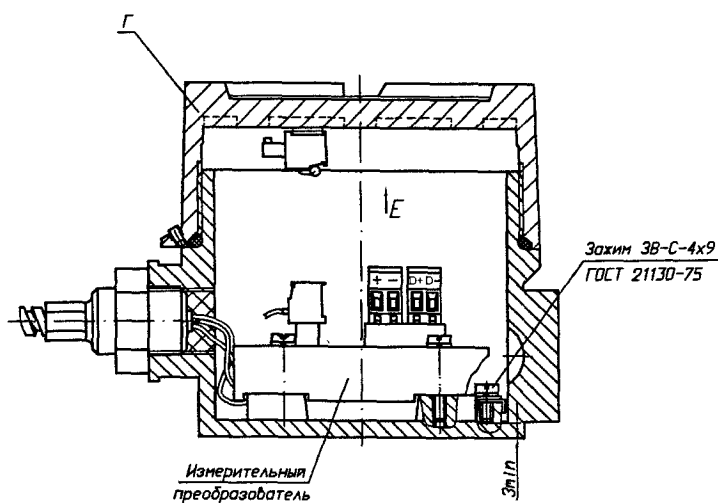 Г
Е
+ - D+D-
Зажим ЗВ-С-4х9
ГОСТ 21130-75
Измерительный
преобразователь
3min